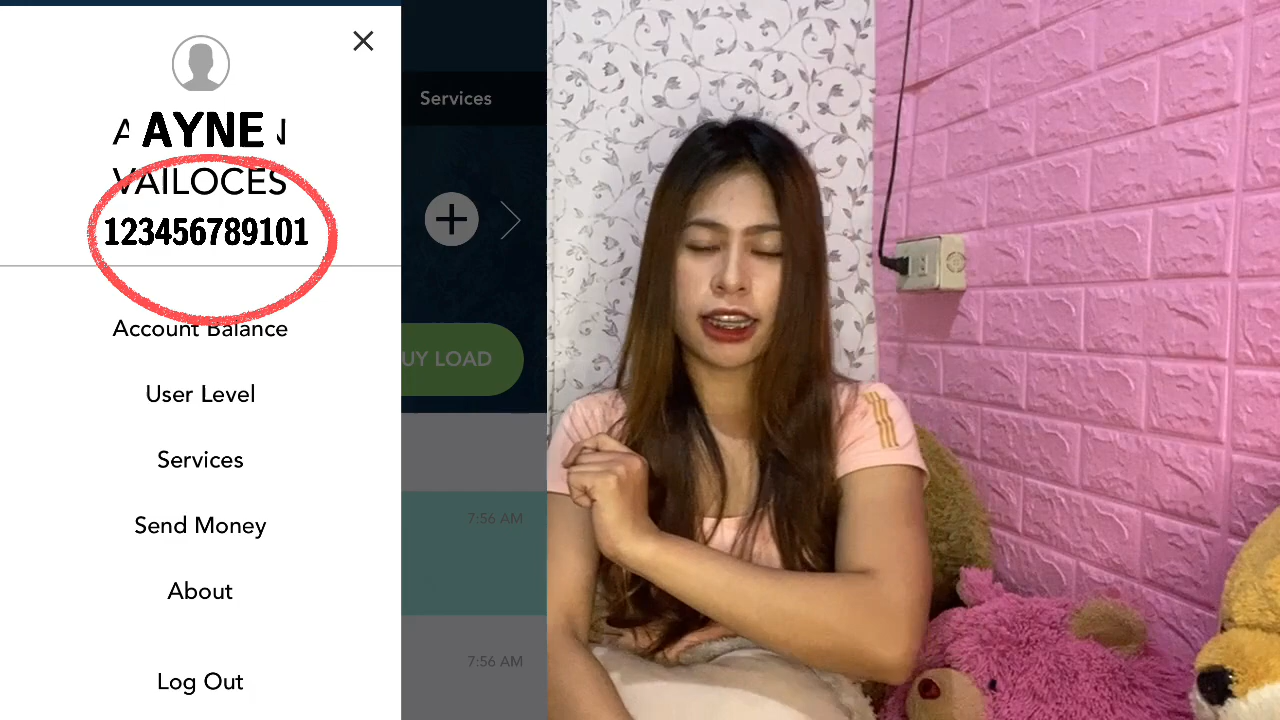 AYNE
VAILOCES
123456789101
Account Balance
User Level
Services
Send Money
About
Log Out
Services
UY LOAD
7:56 AM
7:56 AM